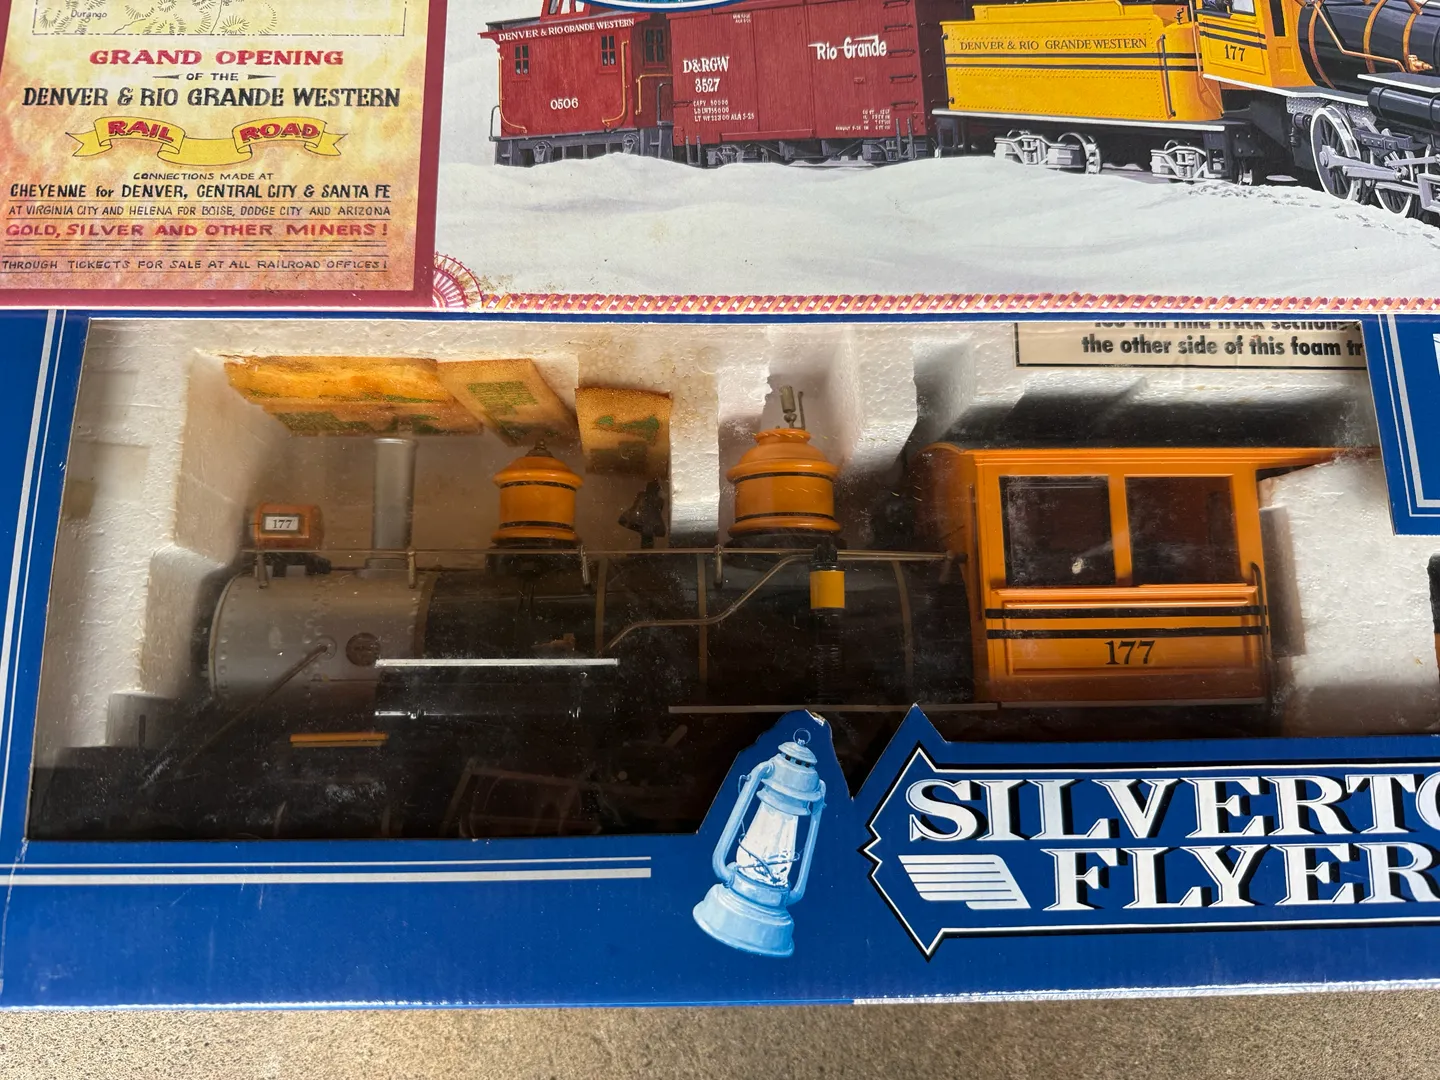 Durango
GRAND OPENING
OF THE
DENVER & RIO GRANDE WESTERN
RAIL ROAD
CONNECTIONS MADE AT
CHEYENNE for DENVER, CENTRAL CITY & SANTA FE
AT VIRGINIA CITY AND HELENA FOR BOISE, DODGE CITY AND ARIZONA
GOLD, SILVER AND OTHER MINERS!
THROUGH TICKECTS FOR SALE AT ALL RAILROAD OFFICES!
DENVER & RIO GRANDE WESTERN
0506
D&RGW
3527
Rio Grande
DENVER & RIO GRANDE WESTERN
177
the other side of this foam tr
177
177
SILVERTO
FLYER